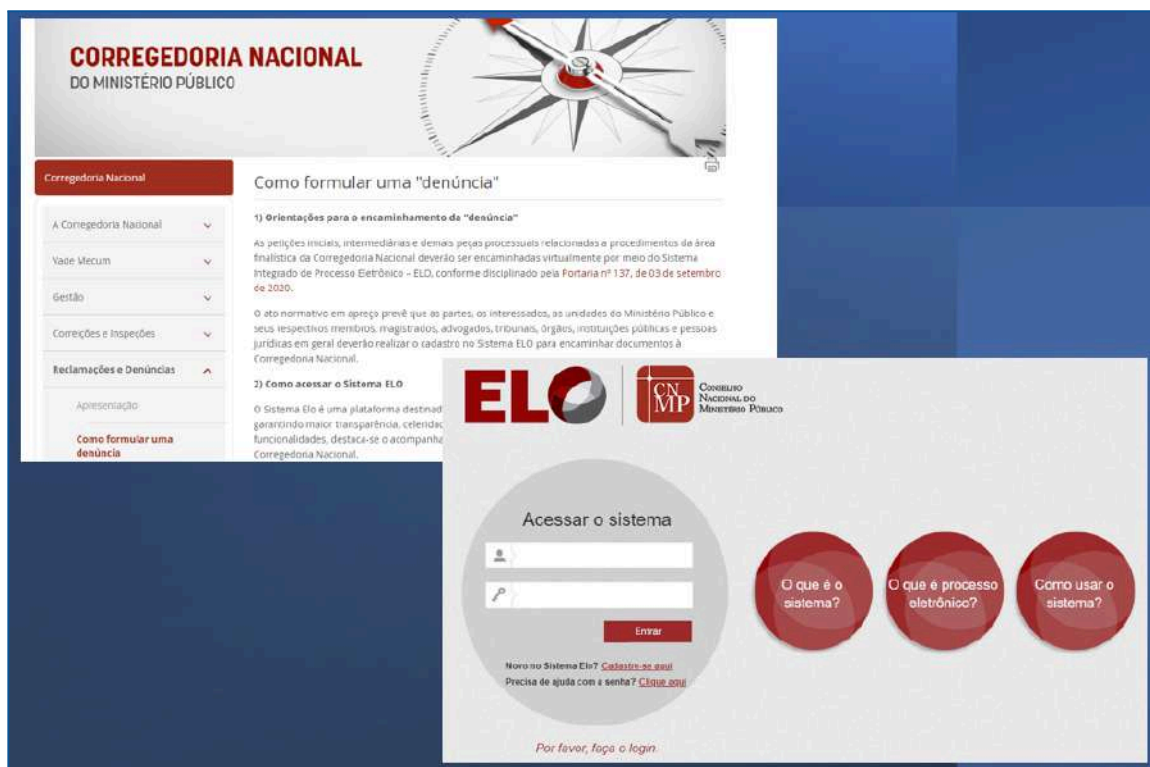 CORREGEDORIA NACIONAL
DO MINISTÉRIO PÚBLICO
Corregedoria Nacional
A Corregedoria Nacional
Vade Mecum
Gestão
Correições e Inspeções
Reclamações e Denúncias
Apresentação
Como formular uma
denúncia
Como formular uma "denúncia"
1) Orientações para o encaminhamento da "denúncia"
As petições iniciais, intermediárias e demais peças processuais relacionadas a procedimentos da área
finalística da Corregedoria Nacional deverão ser encaminhadas virtualmente por meio do Sistema
Integrado de Processo Eletrônico – ELO, conforme disciplinado pela Portaria nº 137, de 03 de setembro
de 2020.
O ato normativo em apreço prevê que as partes, os interessados, as unidades do Ministério Público e
seus respectivos membros, magistrados, advogados, tribunais, órgãos, instituições públicas e pessoas
jurídicas em geral deverão realizar o cadastro no Sistema ELO para encaminhar documentos à
Corregedoria Nacional.
2) Como acessar o Sistema ELO
O Sistema Elo é uma plataforma destinad
garantindo maior transparência, celeridad
funcionalidades, destaca-se o acompanha
Corregedoria Nacional.
ELO
CN
MP
CONSELHO
NACIONAL DO
MINISTÉRIO PÚBLICO
Acessar o sistema
Entrar
Novo no Sistema Elo? Cadastre-se aqui
Precisa de ajuda com a senha? Clique aqui
Por favor, faça o login.
O que é o
sistema?
O que é processo
eletrônico?
Como usar o
sistema?